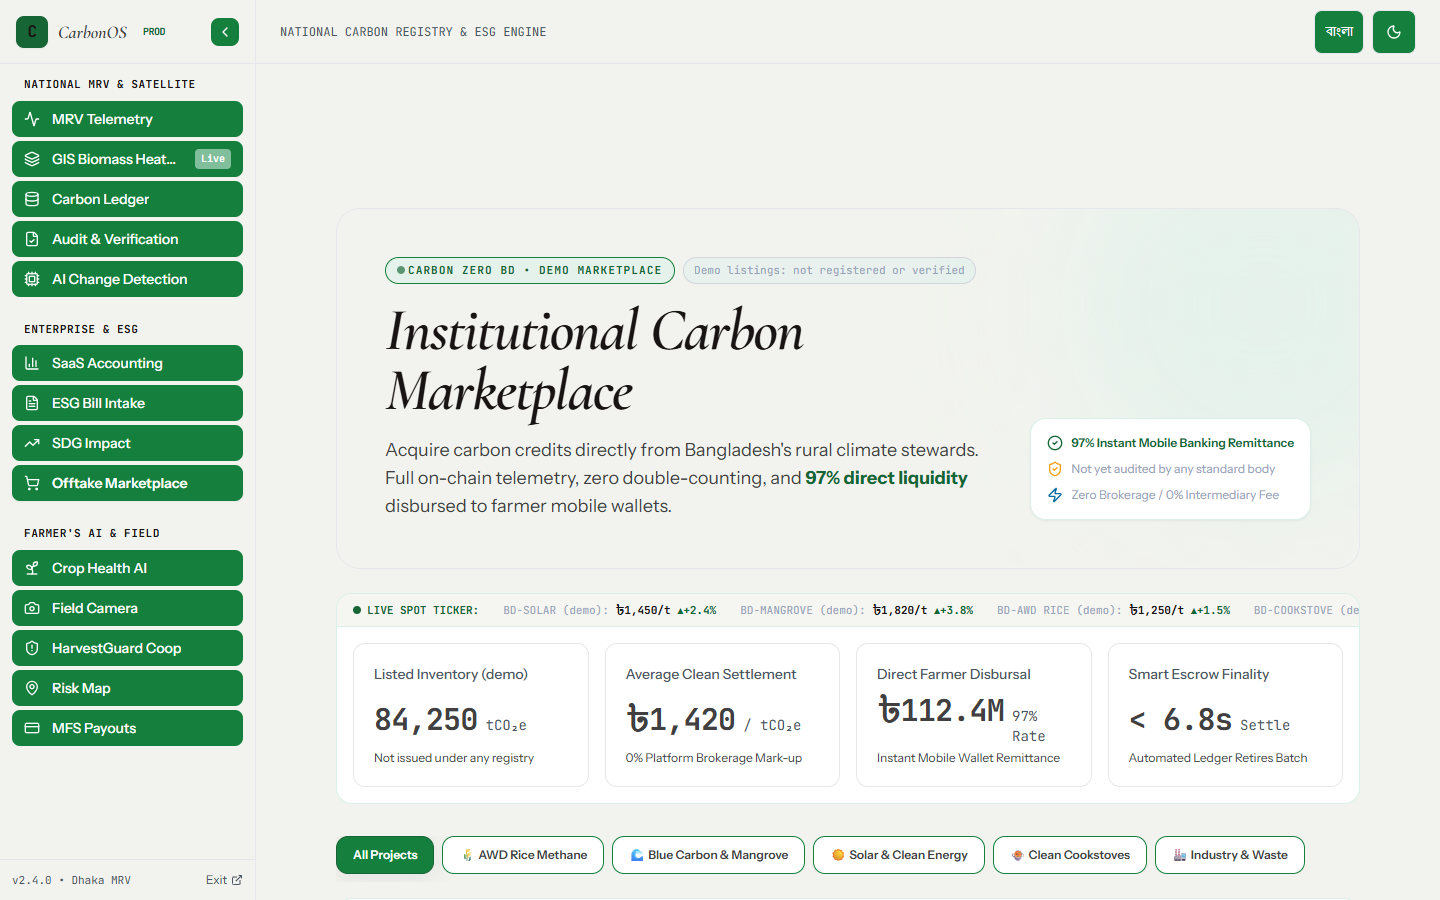 C CarbonOS PROD
NATIONAL CARBON REGISTRY & ESG ENGINE
বাংলা
NATIONAL MRV & SATELLITE
MRV Telemetry
GIS Biomass Heat... Live
Carbon Ledger
Audit & Verification
AI Change Detection
ENTERPRISE & ESG
SaaS Accounting
ESG Bill Intake
SDG Impact
Offtake Marketplace
FARMER'S AI & FIELD
Crop Health AI
Field Camera
HarvestGuard Coop
Risk Map
MFS Payouts
v2.4.0 • Dhaka MRV Exit
CARBON ZERO BD • DEMO MARKETPLACE
Demo listings: not registered or verified
Institutional Carbon
Marketplace
Acquire carbon credits directly from Bangladesh's rural climate stewards.
Full on-chain telemetry, zero double-counting, and 97% direct liquidity
disbursed to farmer mobile wallets.
97% Instant Mobile Banking Remittance
Not yet audited by any standard body
Zero Brokerage / 0% Intermediary Fee
LIVE SPOT TICKER: BD-SOLAR (demo): ৳1,450/t ▲+2.4% BD-MANGROVE (demo): ৳1,820/t ▲+3.8% BD-AWD RICE (demo): ৳1,250/t ▲+1.5% BD-COOKSTOVE (de
Listed Inventory (demo)
84,250 tCO₂e
Not issued under any registry
Average Clean Settlement
৳1,420 / tCO₂e
0% Platform Brokerage Mark-up
Direct Farmer Disbursal
৳112.4M 97%
Rate
Instant Mobile Wallet Remittance
Smart Escrow Finality
< 6.8s Settle
Automated Ledger Retires Batch
All Projects
AWD Rice Methane
Blue Carbon & Mangrove
Solar & Clean Energy
Clean Cookstoves
Industry & Waste